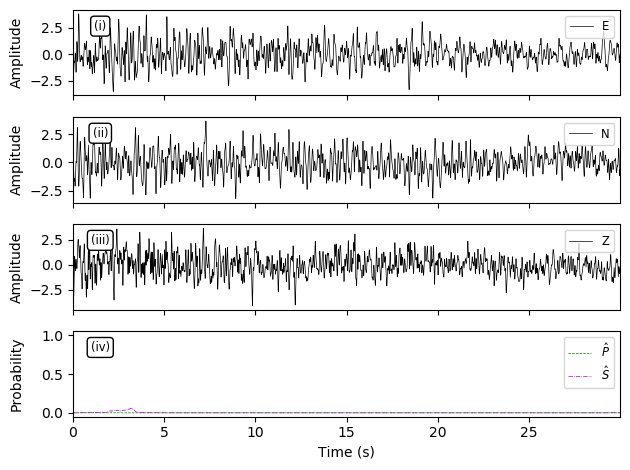 (i)
E
2.5
0.0
−2.5
Amplitude
(ii)
N
2.5
0.0
−2.5
Amplitude
(iii)
Z
2.5
0.0
−2.5
Amplitude
(iv)
P̂
Ŝ
1.0
0.5
0.0
Probability
0 5 10 15 20 25
Time (s)